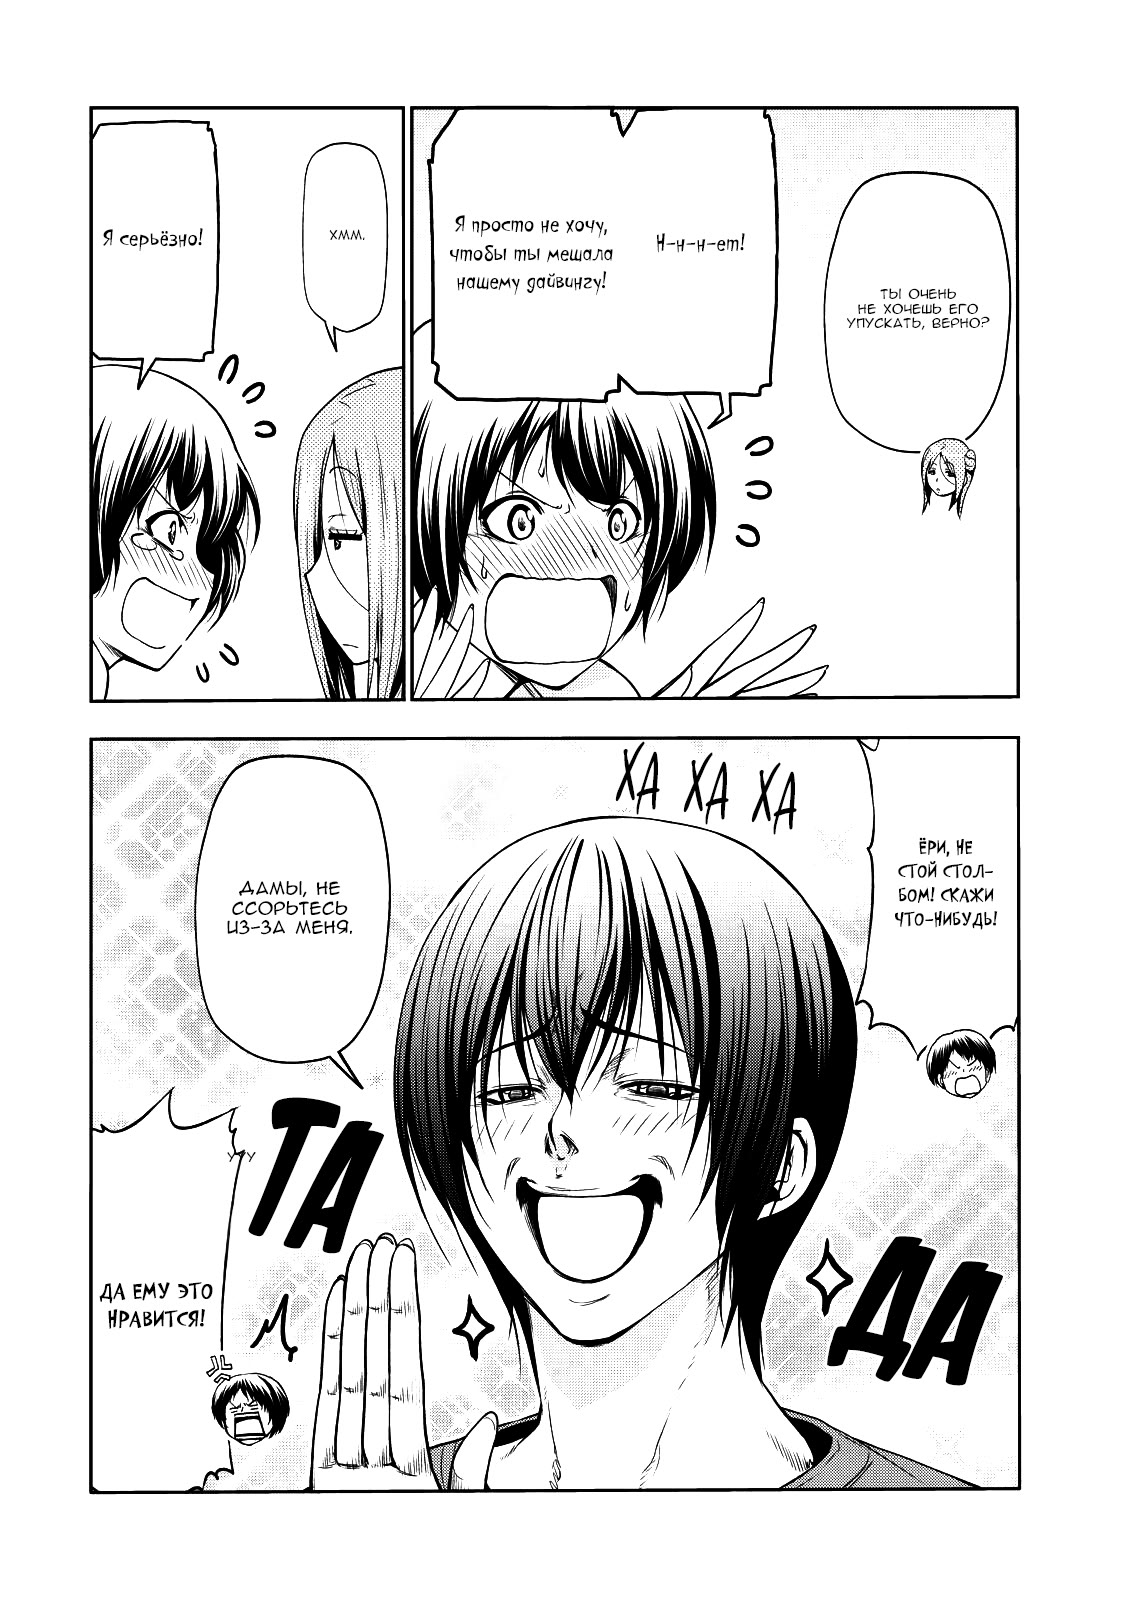 ТЫ ОЧЕНЬ
НЕ ХОЧЕШЬ ЕГО
УПУСКАТЬ, ВЕРНО?
Н-н-н-ет!
Я просто не хочу,
чтобы ты мешала
нашему дайвингу!
ХММ.
Я серьёзно!
ХА ХА ХА
ЁРИ, НЕ
СТОЙ СТОЛ-
БОМ! СКАЖИ
ЧТО-НИБУДЬ!
ДАМЫ, НЕ
ССОРЬТЕСЬ
ИЗ-ЗА МЕНЯ.
ТА
ДА
ДА ЕМУ ЭТО
НРАВИТСЯ!